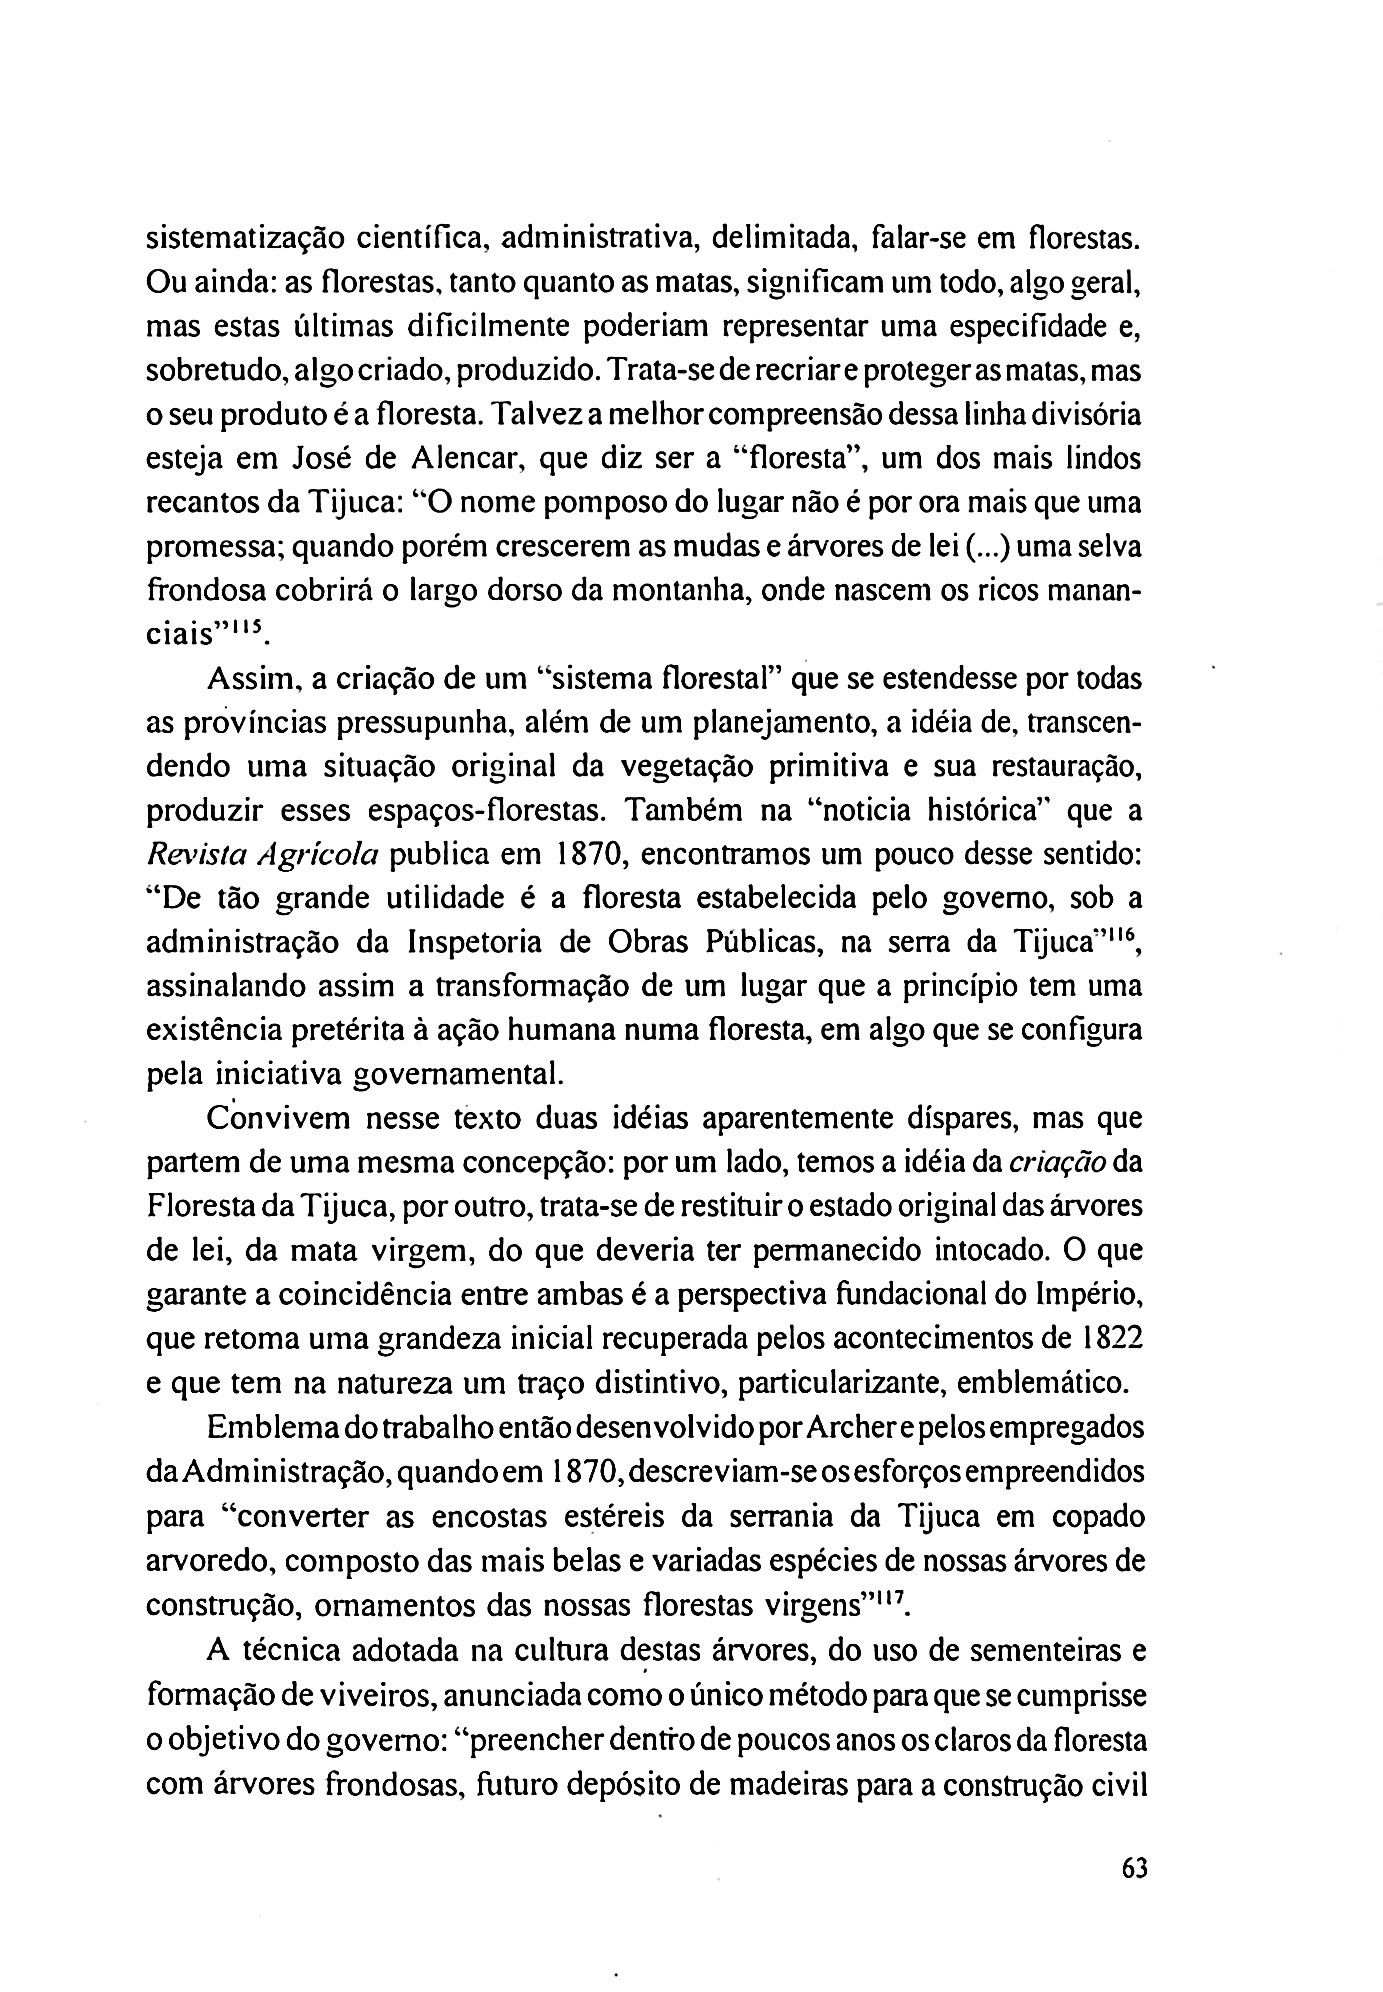 sistematização científica, administrativa, delimitada, falar-se em florestas.
Ou ainda: as florestas, tanto quanto as matas, significam um todo, algo geral,
mas estas últimas dificilmente poderiam representar uma especifidade e,
sobretudo, algo criado, produzido. Trata-se de recriar e proteger as matas, mas
o seu produto é a floresta. Talvez a melhor compreensão dessa linha divisória
esteja em José de Alencar, que diz ser a “floresta”, um dos mais lindos
recantos da Tijuca: “O nome pomposo do lugar não é por ora mais que uma
promessa; quando porém crescerem as mudas e árvores de lei (...) uma selva
frondosa cobrirá o largo dorso da montanha, onde nascem os ricos manan-
ciais”¹¹⁵.
Assim, a criação de um “sistema florestal” que se estendesse por todas
as províncias pressupunha, além de um planejamento, a idéia de, transcen-
dendo uma situação original da vegetação primitiva e sua restauração,
produzir esses espaços-florestas. Também na “noticia histórica” que a
Revista Agrícola publica em 1870, encontramos um pouco desse sentido:
“De tão grande utilidade é a floresta estabelecida pelo governo, sob a
administração da Inspetoria de Obras Públicas, na serra da Tijuca”¹¹⁶,
assinalando assim a transformação de um lugar que a princípio tem uma
existência pretérita à ação humana numa floresta, em algo que se configura
pela iniciativa governamental.
Convivem nesse texto duas idéias aparentemente díspares, mas que
partem de uma mesma concepção: por um lado, temos a idéia da criação da
Floresta da Tijuca, por outro, trata-se de restituir o estado original das árvores
de lei, da mata virgem, do que deveria ter permanecido intocado. O que
garante a coincidência entre ambas é a perspectiva fundacional do Império,
que retoma uma grandeza inicial recuperada pelos acontecimentos de 1822
e que tem na natureza um traço distintivo, particularizante, emblemático.
Emblema do trabalho então desenvolvido por Archer e pelos empregados
da Administração, quando em 1870, descreviam-se os esforços empreendidos
para “converter as encostas estéreis da serrania da Tijuca em copado
arvoredo, composto das mais belas e variadas espécies de nossas árvores de
construção, ornamentos das nossas florestas virgens”¹¹⁷.
A técnica adotada na cultura destas árvores, do uso de sementeiras e
formação de viveiros, anunciada como o único método para que se cumprisse
o objetivo do governo: “preencher dentro de poucos anos os claros da floresta
com árvores frondosas, futuro depósito de madeiras para a construção civil
63